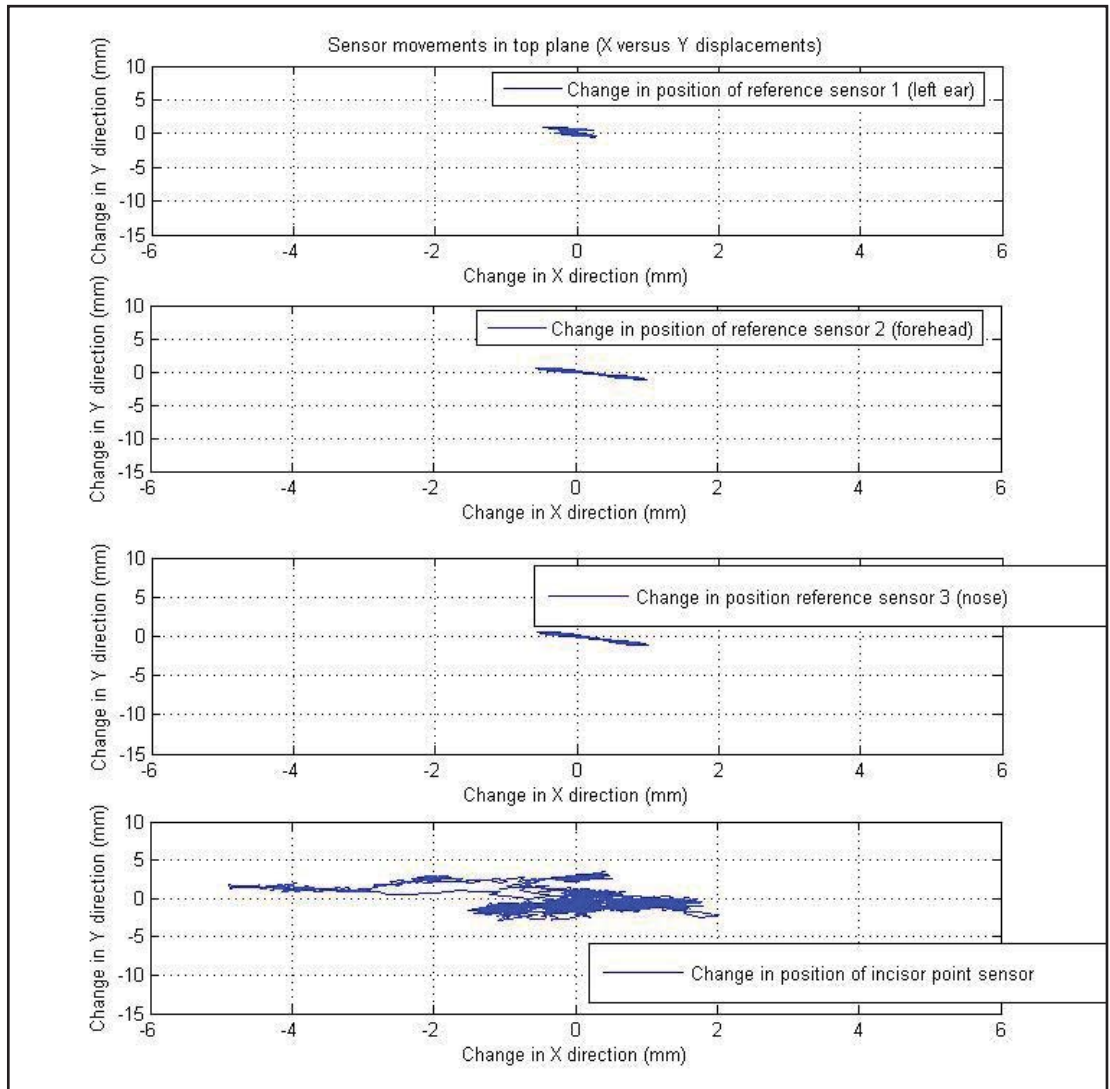 Sensor movements in top plane (X versus Y displacements)
Change in Y direction (mm)
10
5
0
-5
-10
-15
Change in position of reference sensor 1 (left ear)
-6 -4 -2 0 2 4 6
Change in X direction (mm)
Change in Y direction (mm)
10
5
0
-5
-10
-15
Change in position of reference sensor 2 (forehead)
-6 -4 -2 0 2 4 6
Change in X direction (mm)
Change in Y direction (mm)
10
5
0
-5
-10
-15
Change in position reference sensor 3 (nose)
-6 -4 -2 0 2 4 6
Change in X direction (mm)
Change in Y direction (mm)
10
5
0
-5
-10
-15
Change in position of incisor point sensor
-6 -4 -2 0 2 4 6
Change in X direction (mm)